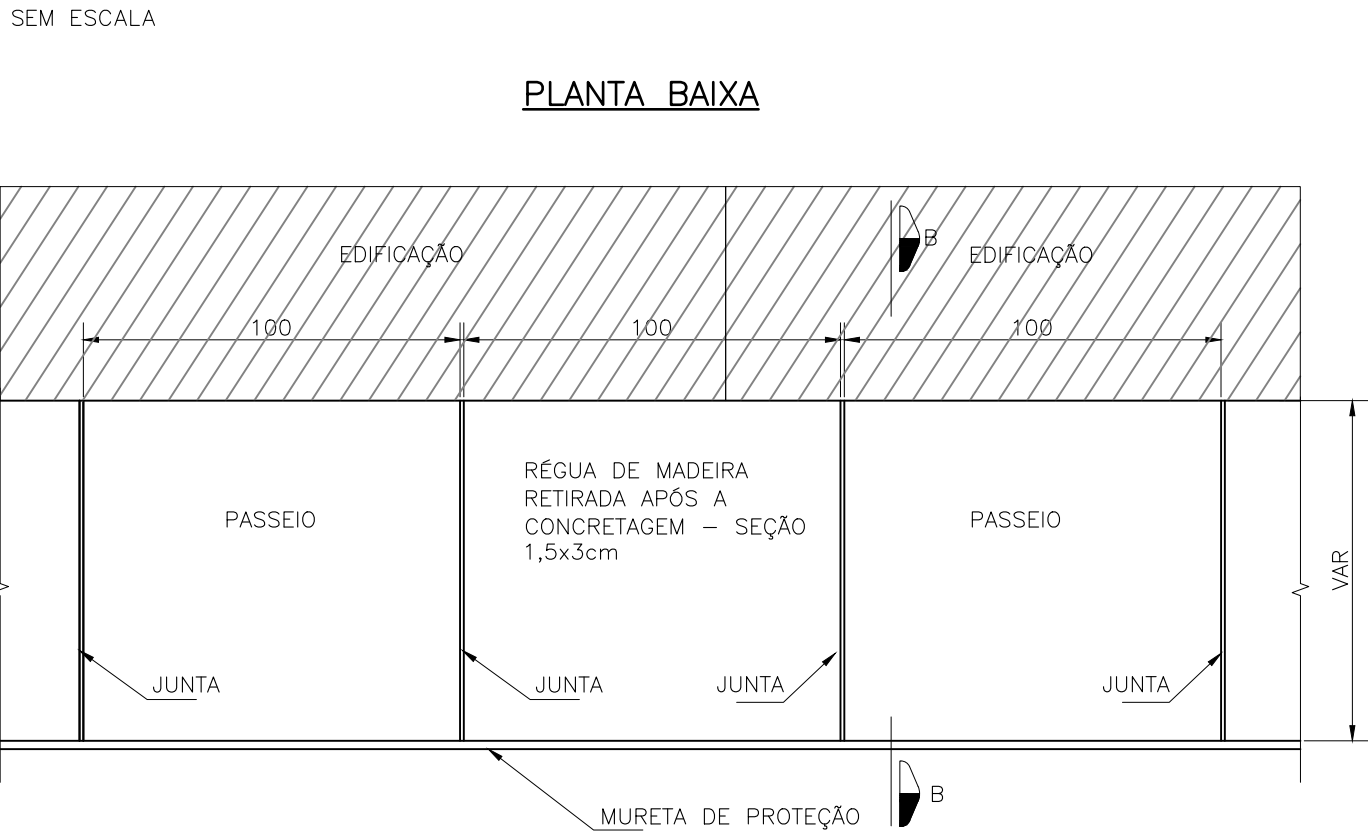 SEM ESCALA
PLANTA BAIXA
B
EDIFICAÇÃO
EDIFICAÇÃO
100
100
100
RÉGUA DE MADEIRA
RETIRADA APÓS A
CONCRETAGEM – SEÇÃO
1,5x3cm
PASSEIO
PASSEIO
VAR
JUNTA
JUNTA
JUNTA
JUNTA
B
MURETA DE PROTEÇÃO